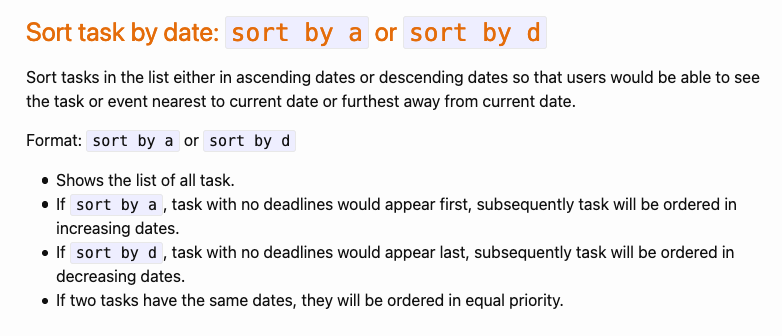 Sort task by date: sort by a or sort by d
Sort tasks in the list either in ascending dates or descending dates so that users would be able to see
the task or event nearest to current date or furthest away from current date.
Format: sort by a or sort by d
• Shows the list of all task.
• If sort by a, task with no deadlines would appear first, subsequently task will be ordered in
increasing dates.
• If sort by d, task with no deadlines would appear last, subsequently task will be ordered in
decreasing dates.
• If two tasks have the same dates, they will be ordered in equal priority.